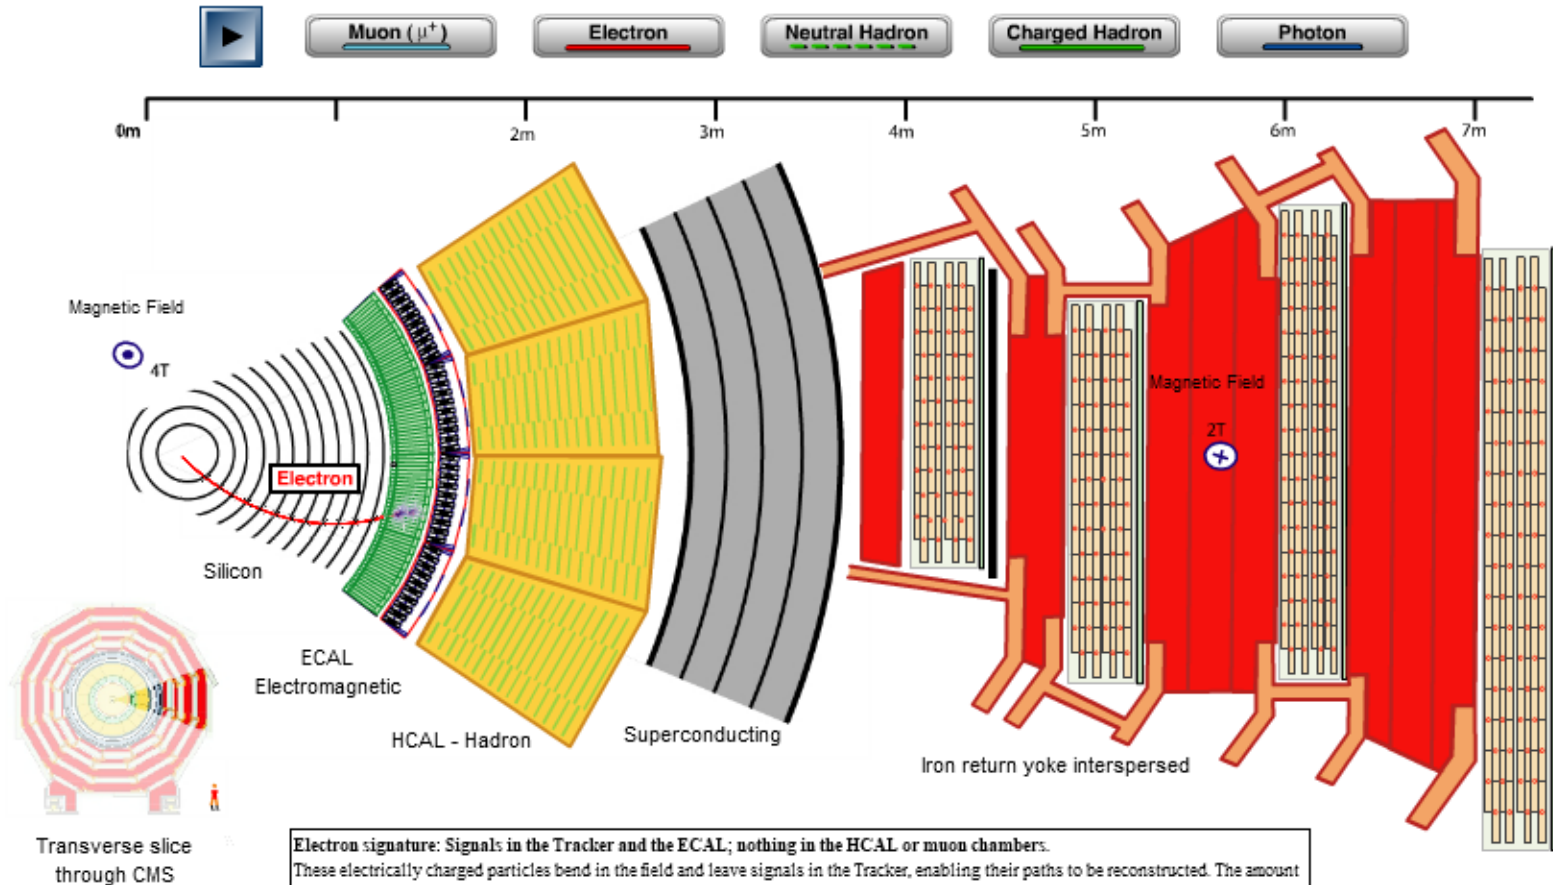 Muon (μ⁺)
Electron
Neutral Hadron
Charged Hadron
Photon
0m
2m
3m
4m
5m
6m
7m
Magnetic Field
4T
Magnetic Field
2T
Electron
Silicon
ECAL
Electromagnetic
HCAL - Hadron
Superconducting
Iron return yoke interspersed
Transverse slice
through CMS
Electron signature: Signals in the Tracker and the ECAL; nothing in the HCAL or muon chambers.
These electrically charged particles bend in the field and leave signals in the Tracker, enabling their paths to be reconstructed. The amount